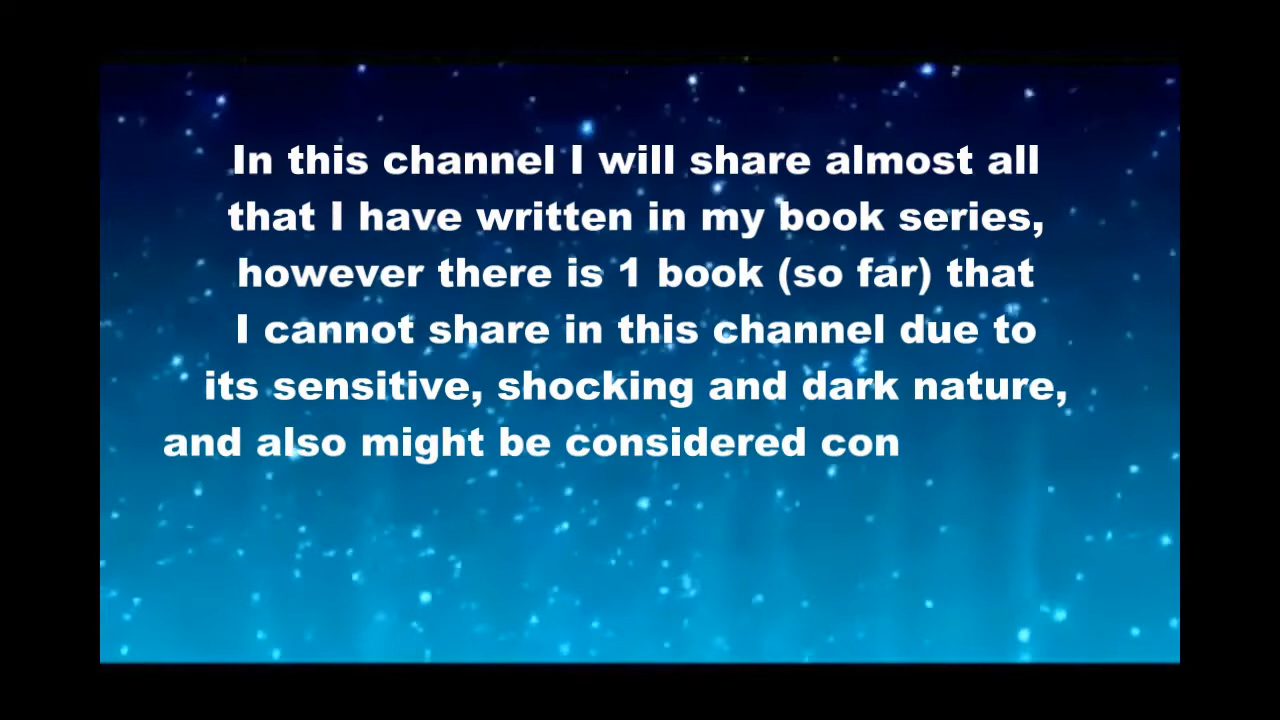 In this channel I will share almost all
that I have written in my book series,
however there is 1 book (so far) that
I cannot share in this channel due to
its sensitive, shocking and dark nature,
and also might be considered con